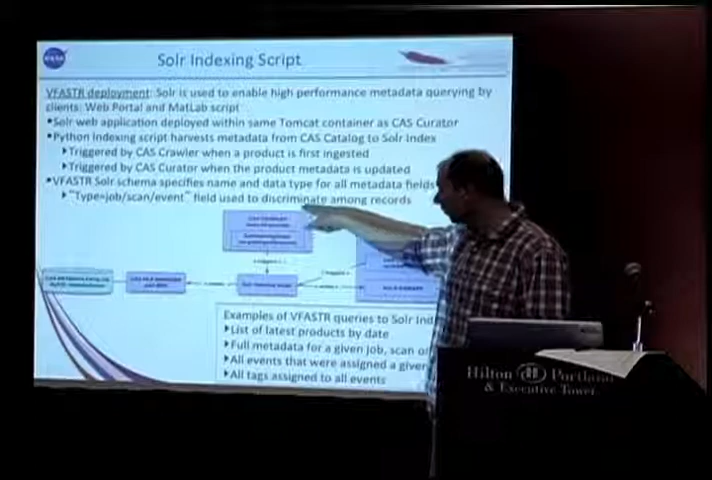 NASA
Solr Indexing Script
VFASTR deployment: Solr is used to enable high performance metadata querying by
clients: Web Portal and MatLab script
•Solr web application deployed within same Tomcat container as CAS Curator
•Python indexing script harvests metadata from CAS Catalog to Solr Index
‣Triggered by CAS Crawler when a product is first ingested
‣Triggered by CAS Curator when the product metadata is updated
•VFASTR Solr schema specifies name and data type for all metadata fields
‣"Type=job/scan/event" field used to discriminate among records
Examples of VFASTR queries to Solr Ind
‣List of latest products by date
‣Full metadata for a given job, scan or
‣All events that were assigned a given
‣All tags assigned to all events
Hilton Portland
& Executive Tower